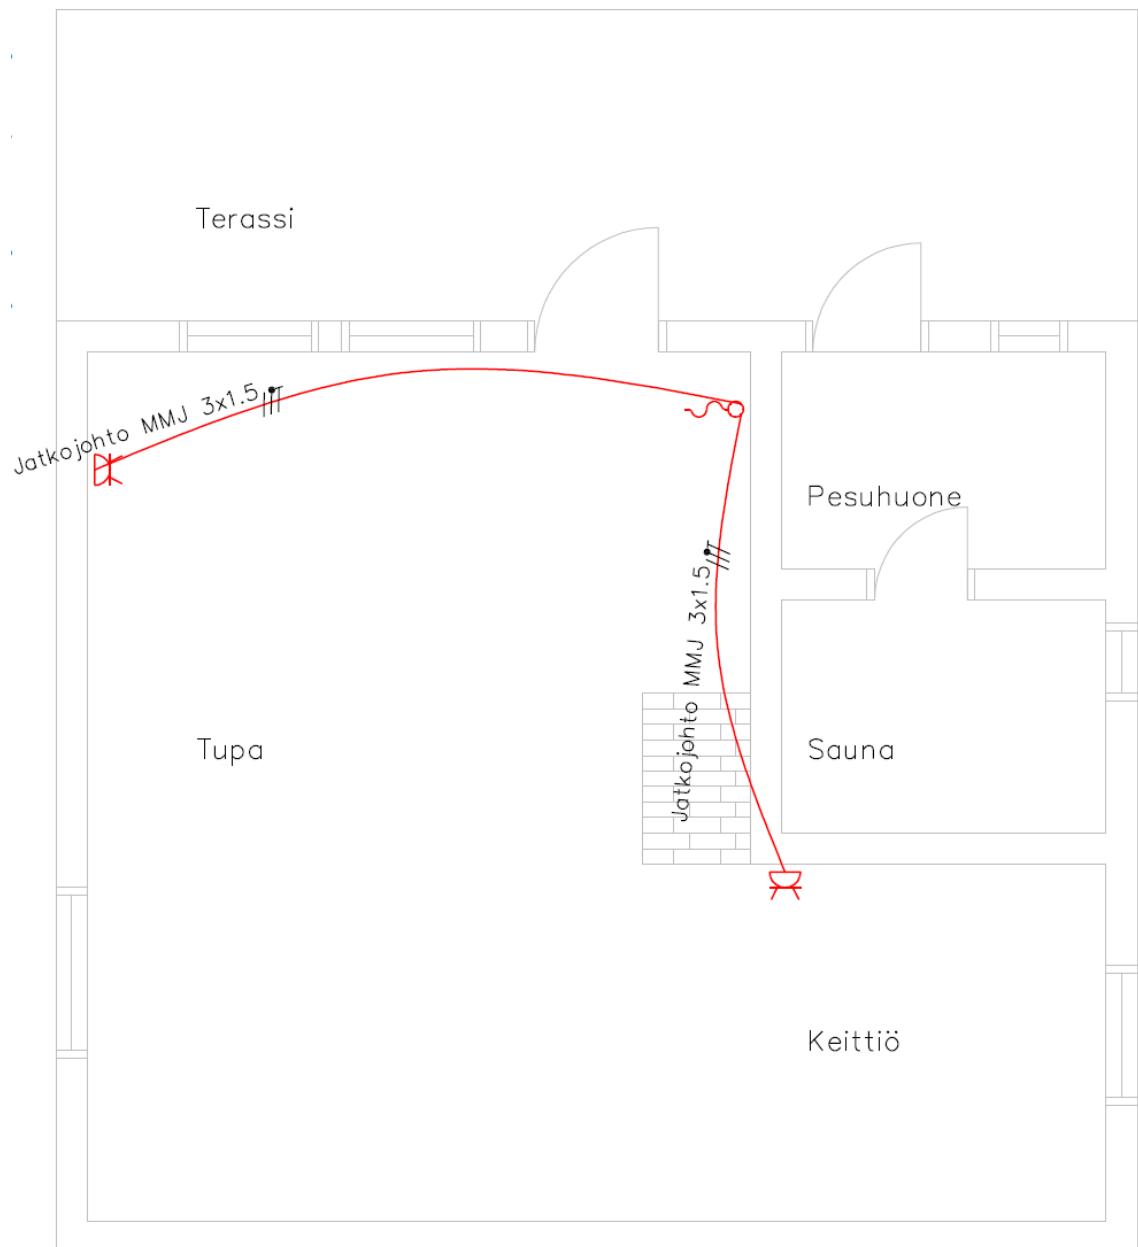 Terassi
Jatkojohto MMJ 3x1.5
Pesuhuone
Jatkojohto MMJ 3x1.5
Tupa
Sauna
Keittiö